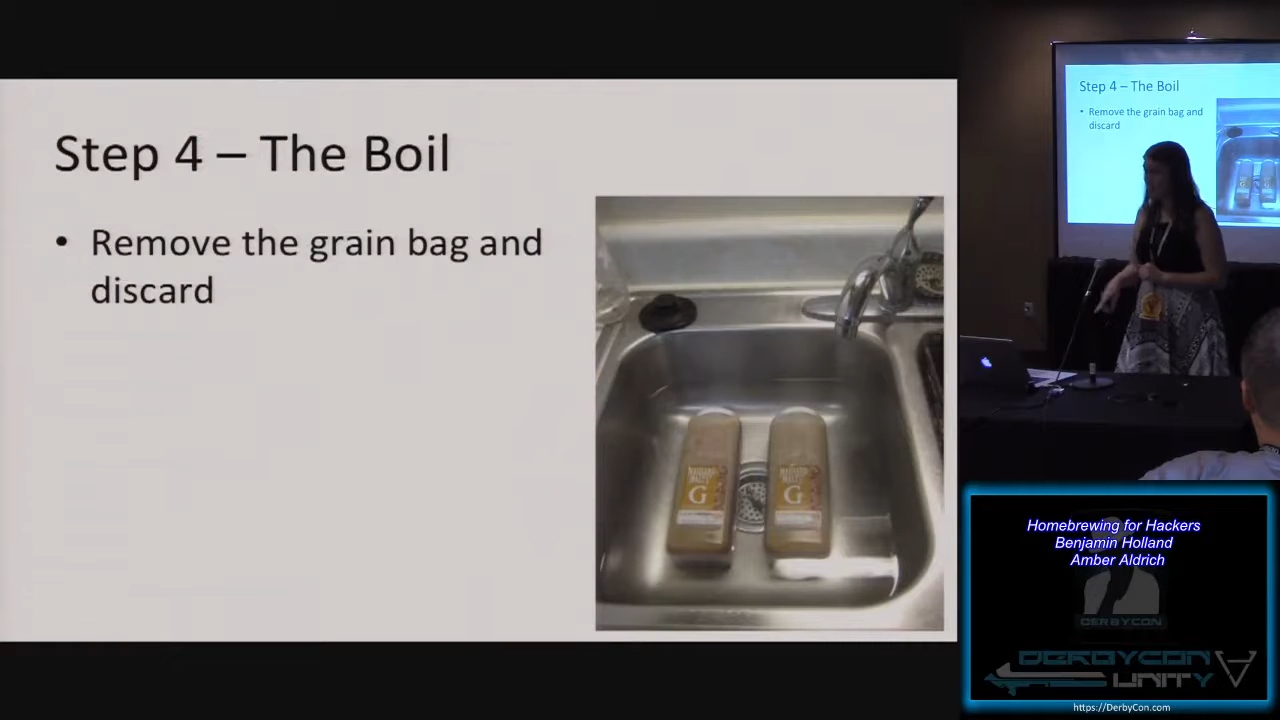 Step 4 – The Boil
• Remove the grain bag and
discard
G
G
Step 4 – The Boil
• Remove the grain bag and
discard
Homebrewing for Hackers
Benjamin Holland
Amber Aldrich
DERBYCON
DERBYCON
UNITY
https://DerbyCon.com